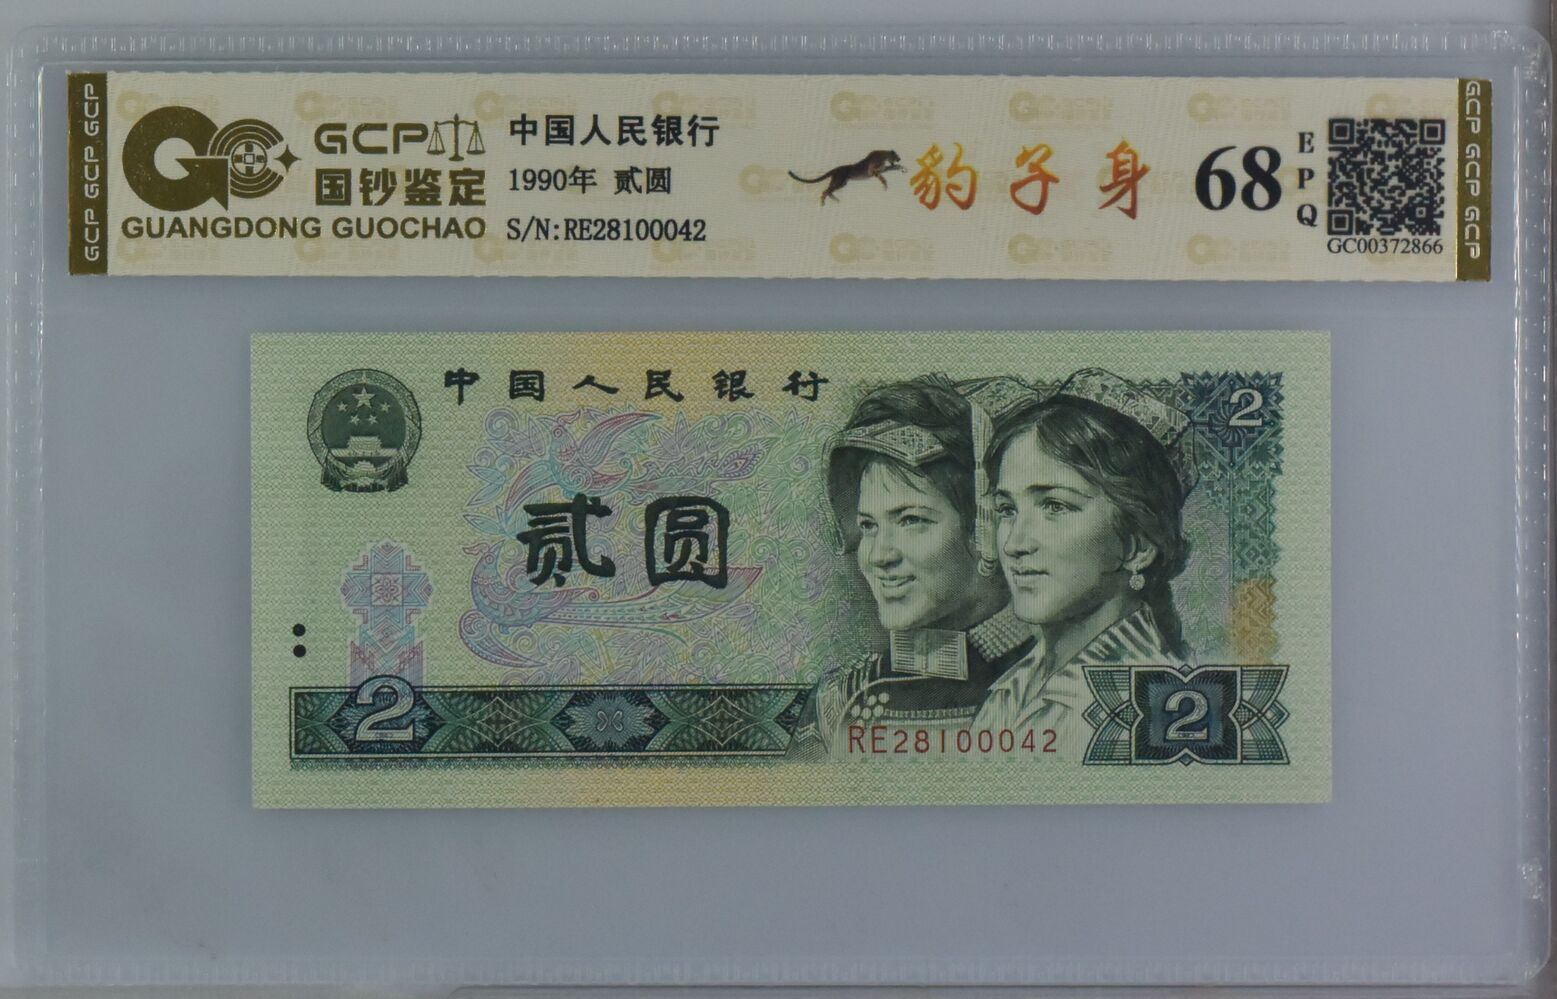 GCP GCP GCP
GCP
国钞鉴定
GUANGDONG GUOCHAO
中国人民银行
1990年 贰圆
S/N:RE28100042
豹子身
68
EPQ
GC00372866
GCP GCP GCP
中国人民银行
2
贰圆
2
RE28100042
2